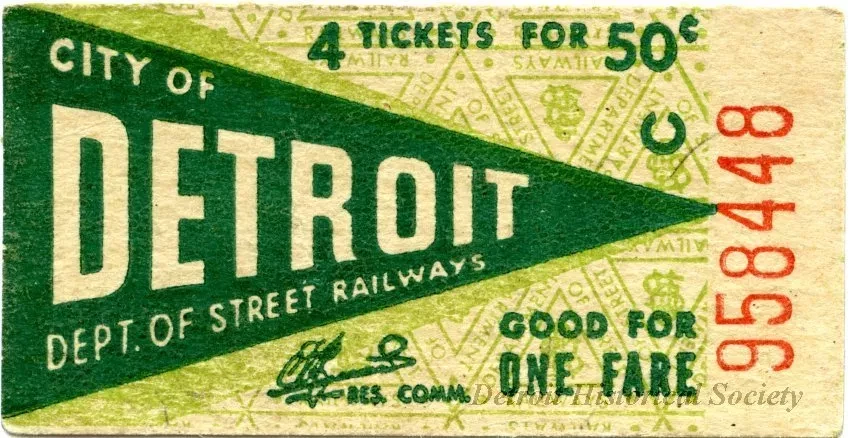 4 TICKETS FOR 50¢
CITY OF
DETROIT
DEPT. OF STREET RAILWAYS
C
958448
GOOD FOR
ONE FARE
RES. COMM.
Detroit Historical Society